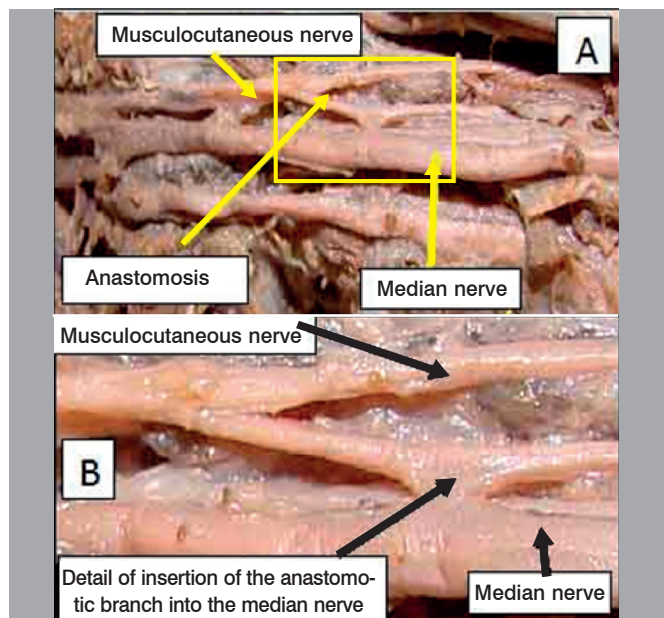 Musculocutaneous nerve
A
Anastomosis
Median nerve
Musculocutaneous nerve
B
Detail of insertion of the anastomo-
tic branch into the median nerve
Median nerve